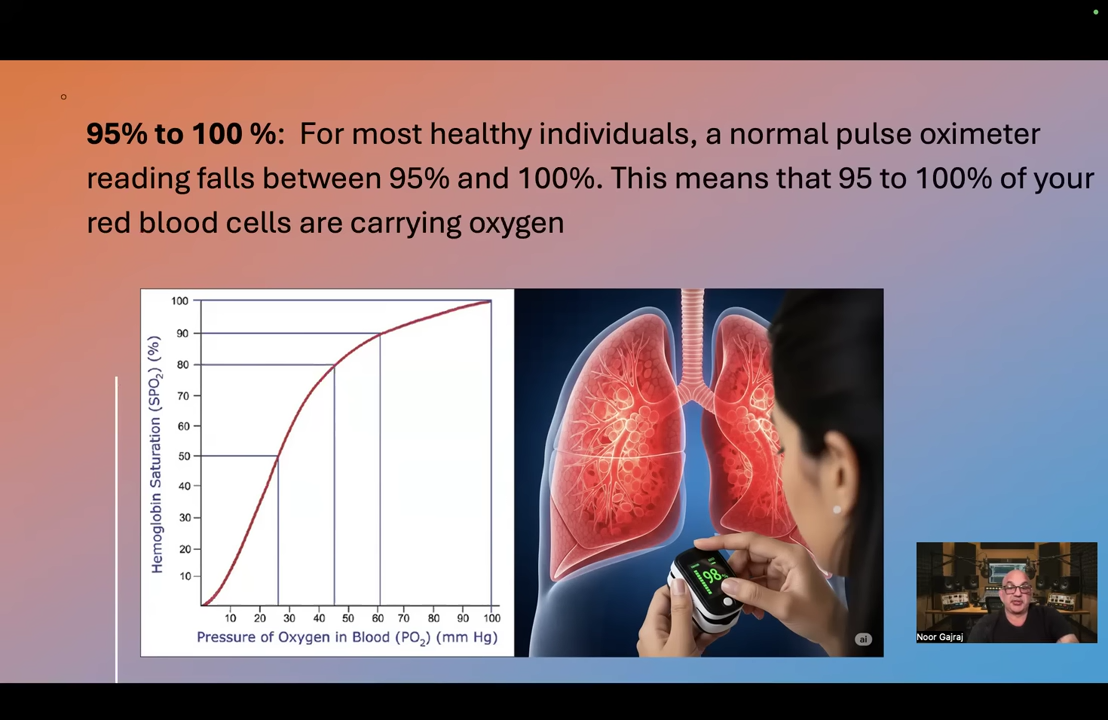 95% to 100 %: For most healthy individuals, a normal pulse oximeter
reading falls between 95% and 100%. This means that 95 to 100% of your
red blood cells are carrying oxygen
Hemoglobin Saturation (SPO₂) (%)
100
90
80
70
60
50
40
30
20
10
10 20 30 40 50 60 70 80 90 100
Pressure of Oxygen in Blood (PO₂) (mm Hg)
98
ai
Noor Gajraj